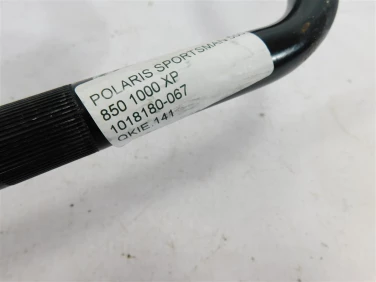 POLARIS SPORTSMAN
850 1000 XP
1018180-067
OKIE 141